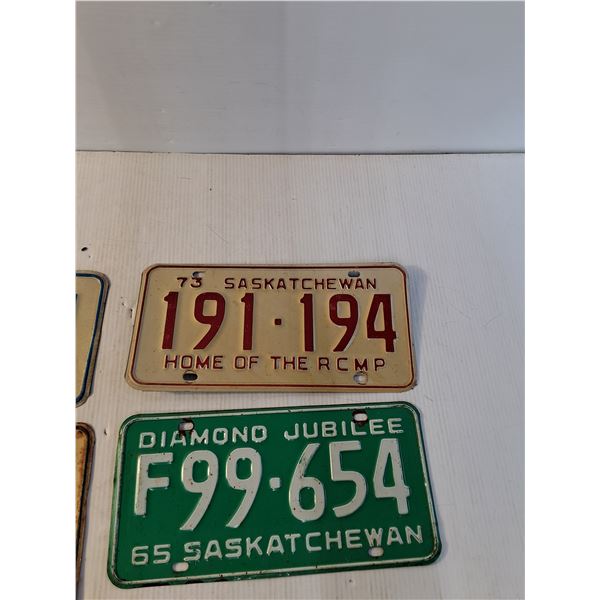 73 SASKATCHEWAN
191·194
HOME OF THE RCMP
DIAMOND JUBILEE
F99·654
65 SASKATCHEWAN